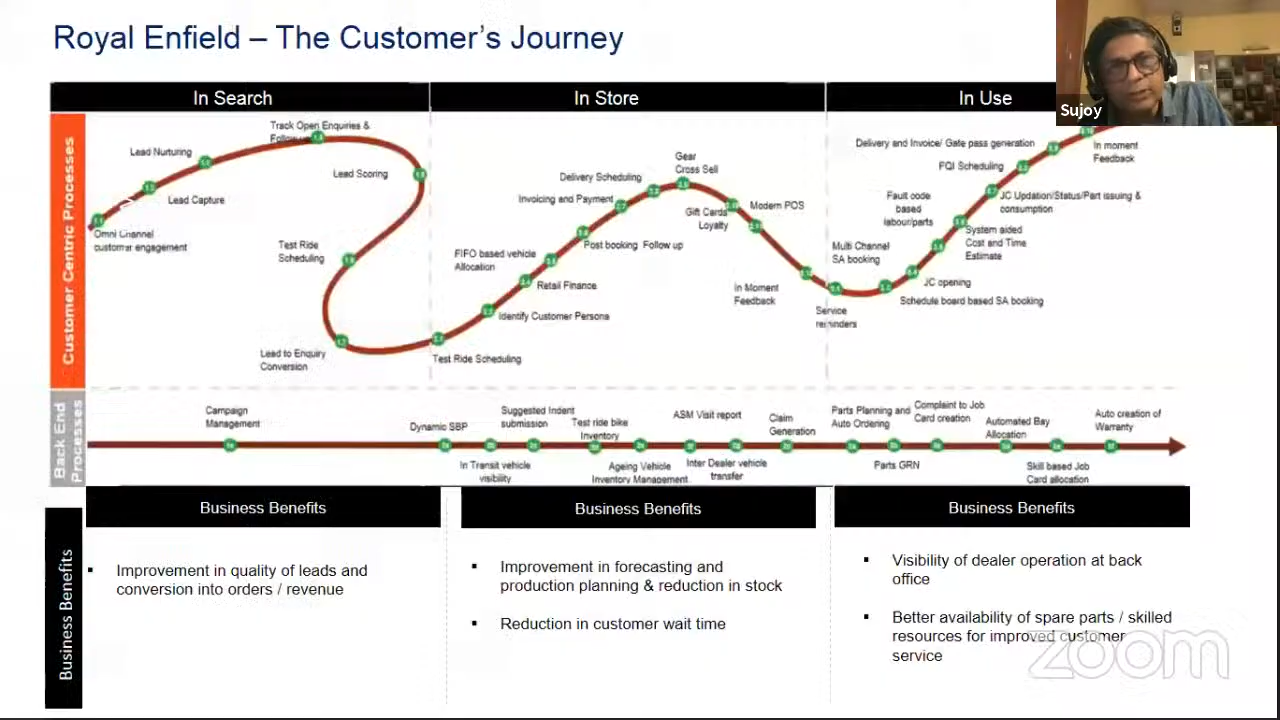 Royal Enfield – The Customer's Journey
Sujoy
In Search
In Store
In Use
Customer Centric Processes
Omni Channel
customer engagement
Lead Capture
Lead Nurturing
Track Open Enquiries &
Lead Scoring
Test Ride
Scheduling
Lead to Enquiry
Conversion
Test Ride Scheduling
Identify Customer Persona
Retail Finance
FIFO based vehicle
Allocation
Post booking Follow up
Invoicing and Payment
Delivery Scheduling
Gear
Cross Sell
Gift Cards
Loyalty
Modern POS
In Moment
Feedback
Service
reminders
Schedule board based SA booking
JC opening
Multi Channel
SA booking
System aided
Cost and Time
Estimate
Fault code
based
labour/parts
JC Updation/Status/Part issuing &
consumption
FQI Scheduling
Delivery and Invoice/ Gate pass generation
In moment
Feedback
Back End
Processes
Campaign
Management
Dynamic SBP
In Transit vehicle
visibility
Suggested Indent
submission
Test ride bike
Inventory
Ageing Vehicle
Inventory Management
ASM Visit report
Inter Dealer vehicle
transfer
Claim
Generation
Parts Planning and
Auto Ordering
Parts GRN
Complaint to Job
Card creation
Automated Bay
Allocation
Skill based Job
Card allocation
Auto creation of
Warranty
Business Benefits
Business Benefits
Business Benefits
Business Benefits
▪ Improvement in quality of leads and
conversion into orders / revenue
▪ Improvement in forecasting and
production planning & reduction in stock
▪ Reduction in customer wait time
▪ Visibility of dealer operation at back
office
▪ Better availability of spare parts / skilled
resources for improved customer
service
zoom